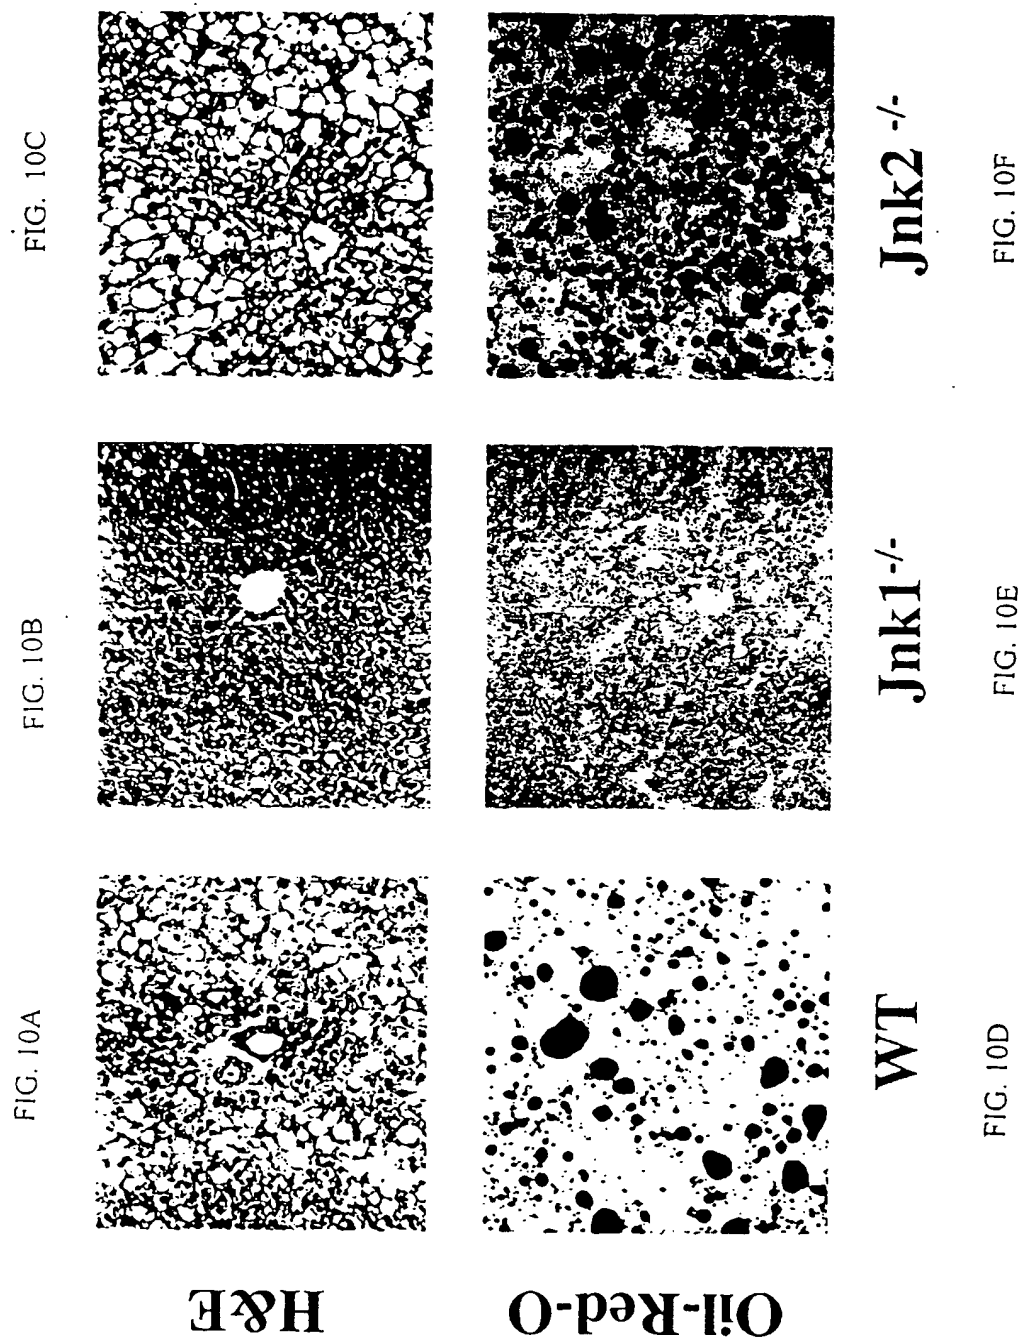 FIG. 10A
FIG. 10B
FIG. 10C
H&E
Oil-Red-O
WT
Jnk1-/-
Jnk2 -/-
FIG. 10D
FIG. 10E
FIG. 10F